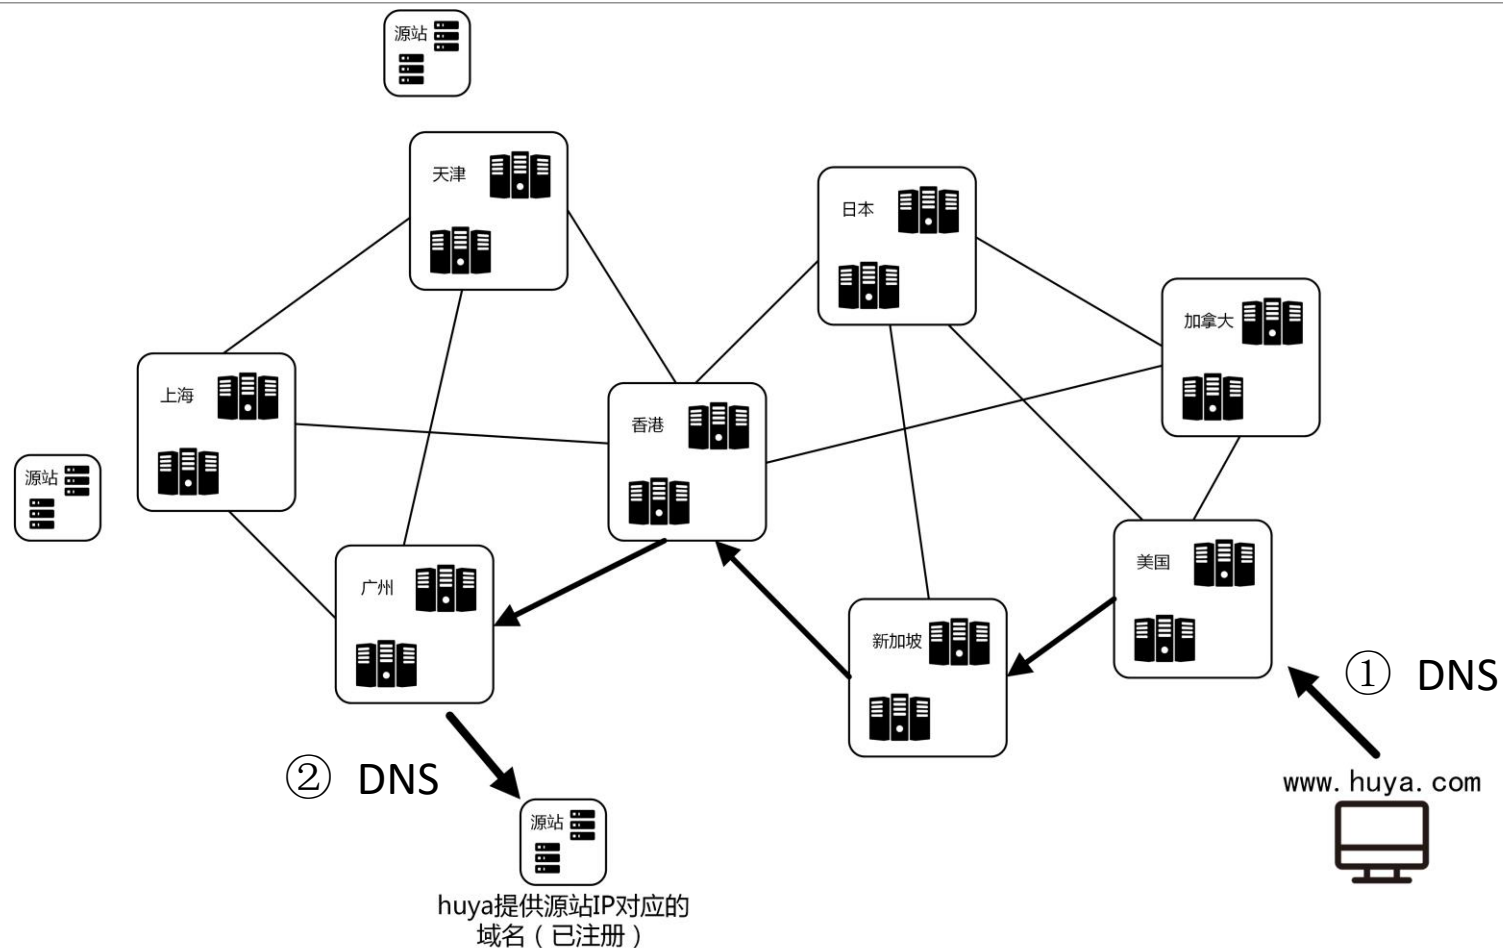 源站
天津
日本
加拿大
上海
香港
源站
广州
美国
新加坡
① DNS
② DNS
www.huya.com
源站
huya提供源站IP对应的
域名（已注册）